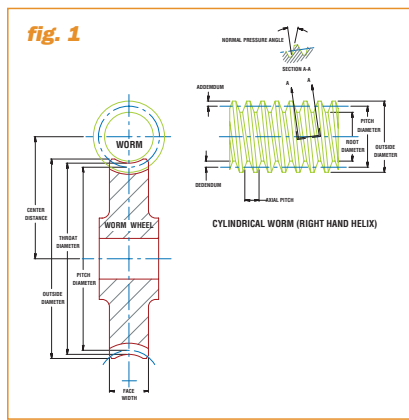 fig. 1
NORMAL PRESSURE ANGLE
SECTION A-A
ADDENDUM
A
A
PITCH
DIAMETER
ROOT
DIAMETER
OUTSIDE
DIAMETER
DEDENDUM
AXIAL PITCH
CYLINDRICAL WORM (RIGHT HAND HELIX)
WORM
CENTER
DISTANCE
THROAT
DIAMETER
WORM WHEEL
PITCH
DIAMETER
OUTSIDE
DIAMETER
FACE
WIDTH